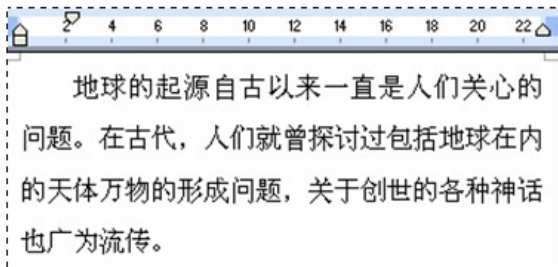 2 4 6 8 10 12 14 16 18 20 22
地球的起源自古以来一直是人们关心的
问题。在古代，人们就曾探讨过包括地球在内
的天体万物的形成问题，关于创世的各种神话
也广为流传。